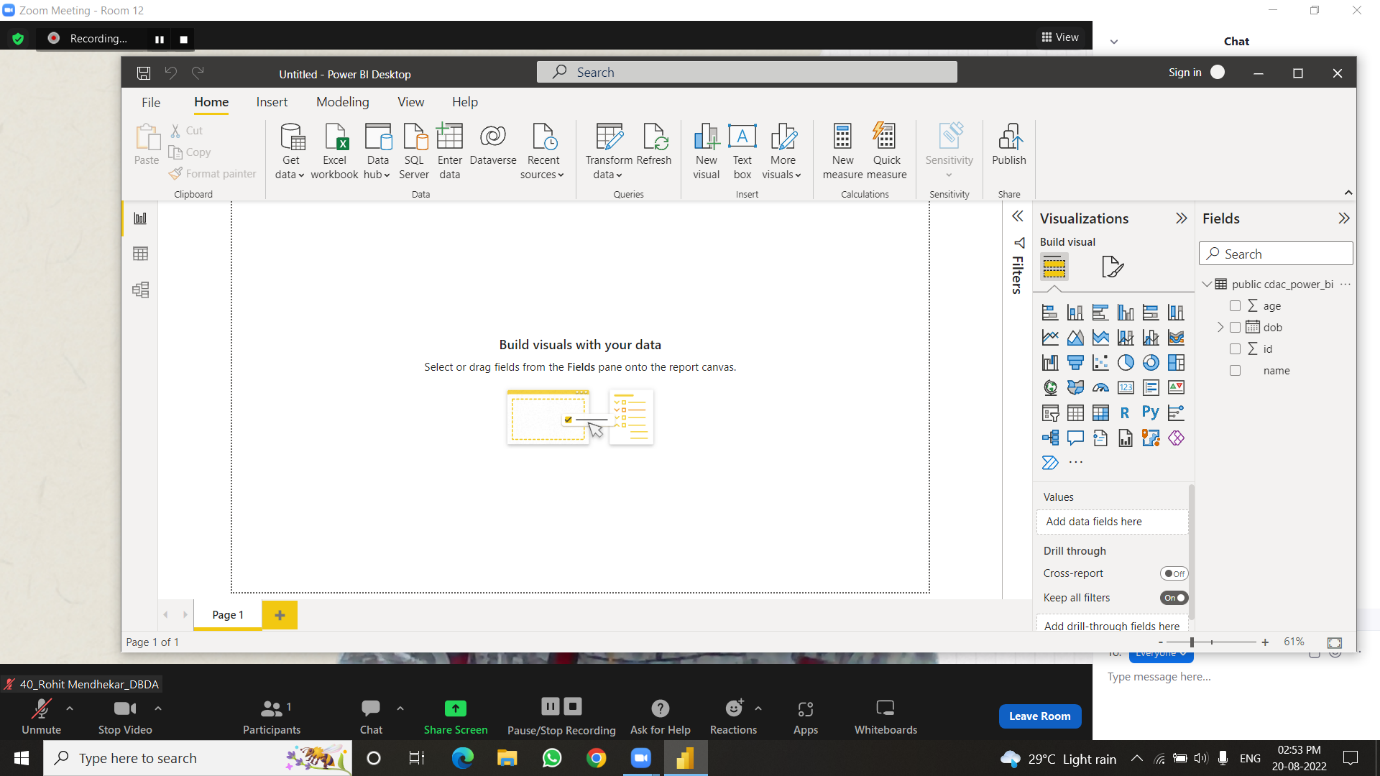 Zoom Meeting - Room 12
Recording...
View
Chat
Untitled - Power BI Desktop
Search
Sign in
File Home Insert Modeling View Help
Paste
Cut
Copy
Format painter
Clipboard
Get data
Excel workbook
Data hub
SQL Server
Enter data
Dataverse
Recent sources
Data
Transform data
Refresh
Queries
New visual
Text box
More visuals
Insert
New measure
Quick measure
Calculations
Sensitivity
Sensitivity
Publish
Share
Build visuals with your data
Select or drag fields from the Fields pane onto the report canvas.
Filters
Visualizations
Build visual
R
Py
123
Values
Add data fields here
Drill through
Cross-report
Off
Keep all filters
On
Add drill-through fields here
Fields
Search
public cdac_power_bi
age
dob
id
name
Page 1
Page 1 of 1
61%
To: Everyone
Type message here...
40_Rohit Mendhekar_DBDA
Unmute
Stop Video
Participants
1
Chat
Share Screen
Pause/Stop Recording
Ask for Help
Reactions
Apps
Whiteboards
Leave Room
Type here to search
29°C Light rain
ENG
02:53 PM
20-08-2022